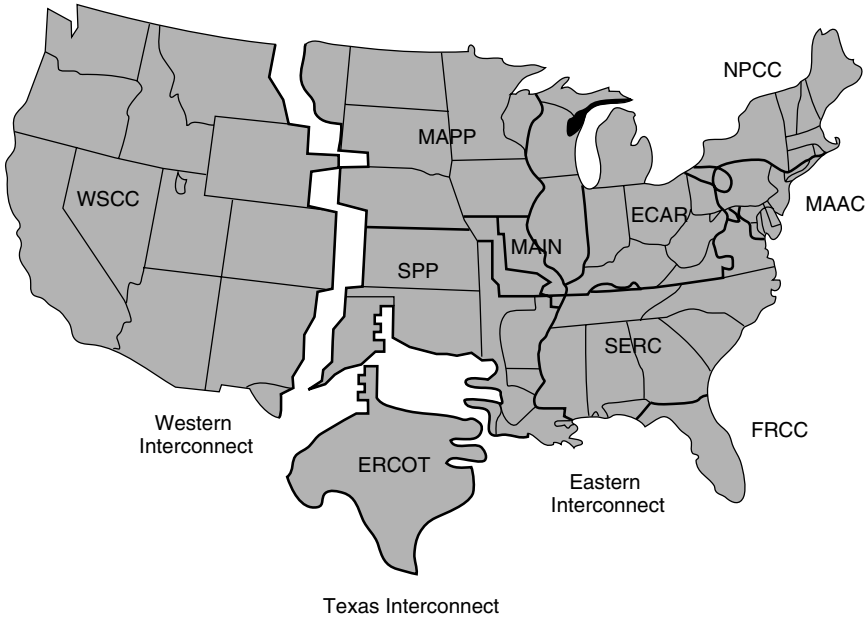 NPCC
MAPP
WSCC
MAAC
ECAR
MAIN
SPP
SERC
Western
Interconnect
FRCC
ERCOT
Eastern
Interconnect
Texas Interconnect